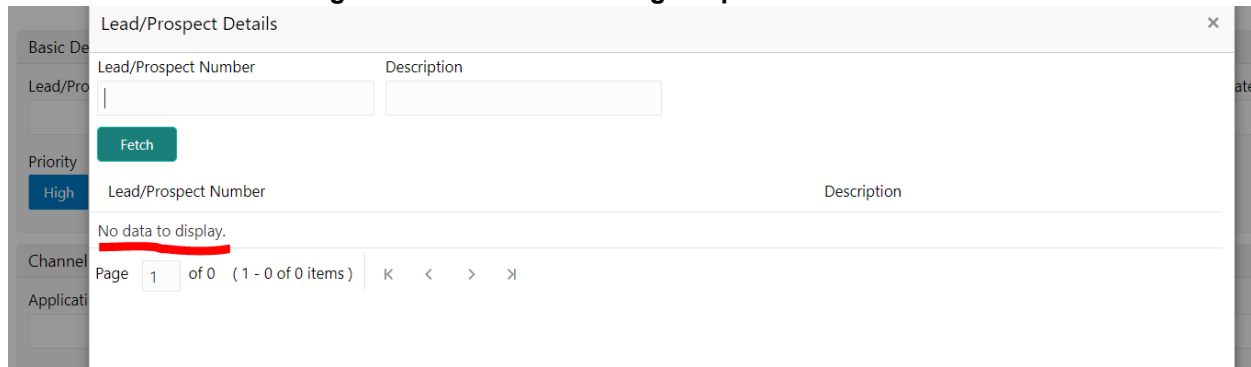 Lead/Prospect Details ×
Basic De
Lead/Prospect Number Description
Lead/Pro
Fetch
Priority
High
Lead/Prospect Number Description
No data to display.
Channel
Page 1 of 0 ( 1 - 0 of 0 items )
Applicati